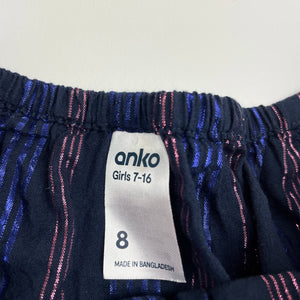 anko
Girls 7-16
8
MADE IN BANGLADESH